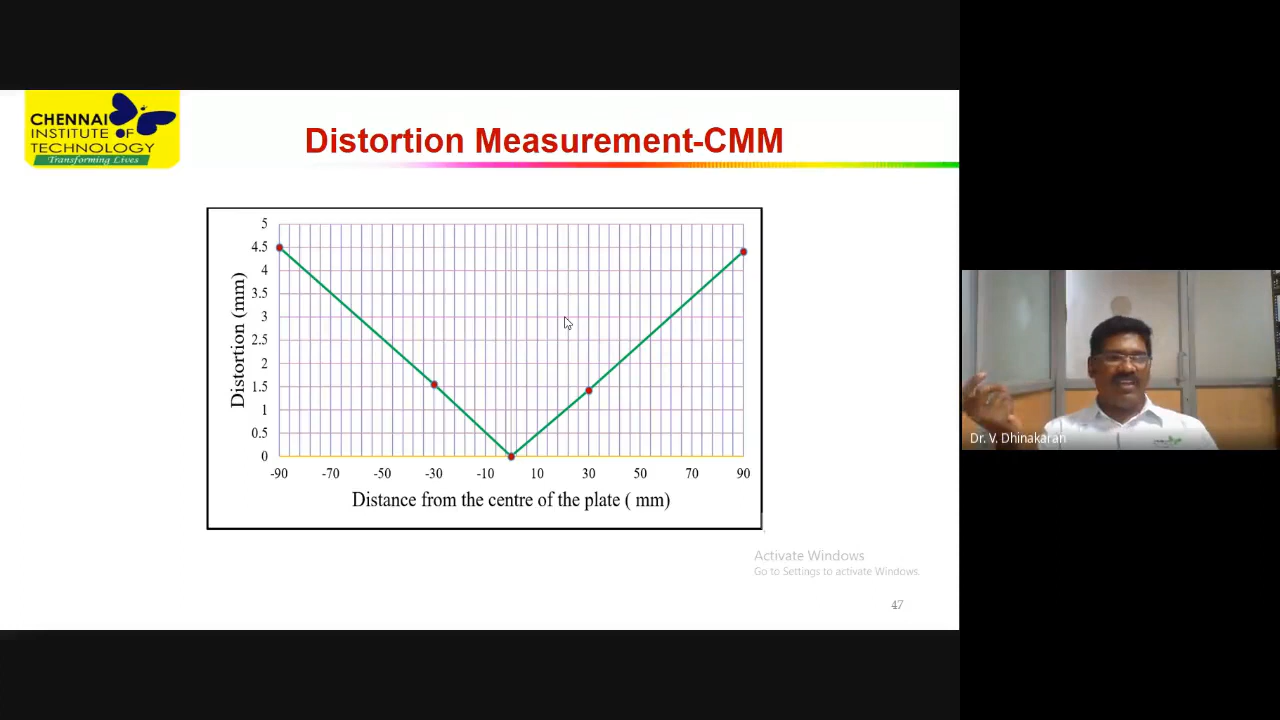 CHENNAI
INSTITUTE OF
TECHNOLOGY
Transforming Lives
Distortion Measurement-CMM
5
4.5
4
3.5
3
2.5
2
1.5
1
0.5
0
Distortion (mm)
-90 -70 -50 -30 -10 10 30 50 70 90
Distance from the centre of the plate ( mm)
Dr. V. Dhinakaran
Activate Windows
Go to Settings to activate Windows.
47